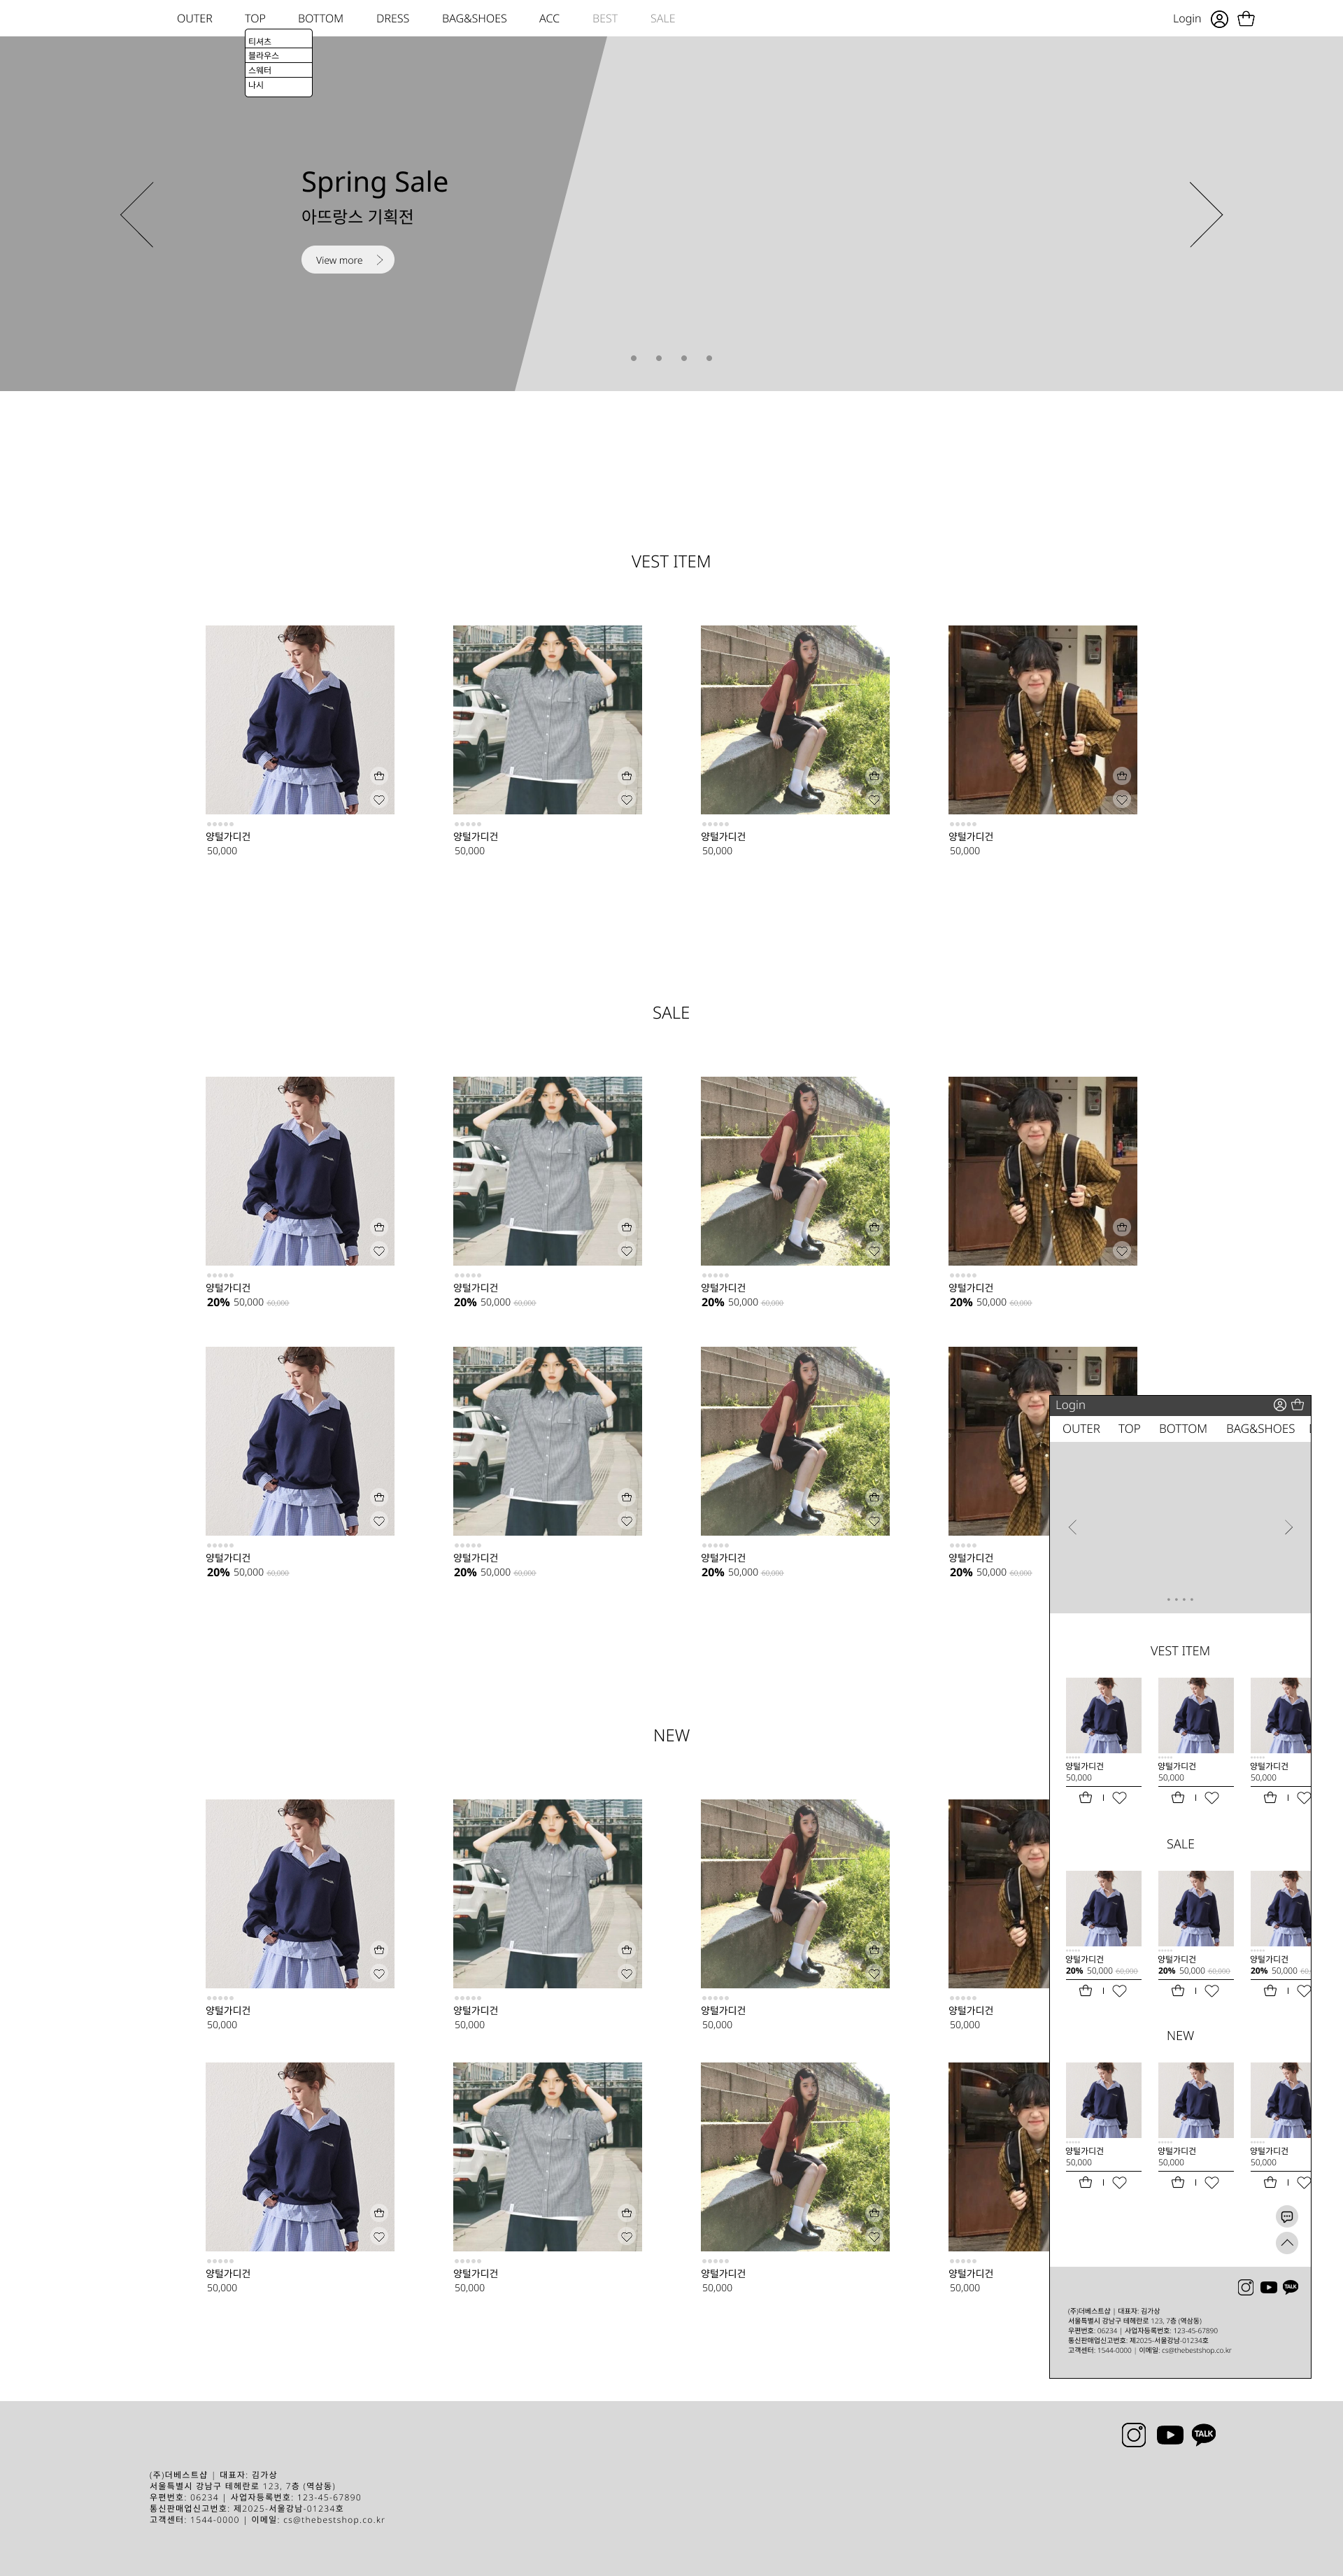 OUTER TOP BOTTOM DRESS BAG&SHOES ACC BEST SALE Login
티셔츠
블라우스
스웨터
나시
Spring Sale
아뜨랑스 기획전
View more
VEST ITEM
양털가디건 양털가디건 양털가디건 양털가디건
50,000 50,000 50,000 50,000
SALE
양털가디건 양털가디건 양털가디건 양털가디건
20% 50,000 60,000 20% 50,000 60,000 20% 50,000 60,000 20% 50,000 60,000
양털가디건 양털가디건 양털가디건 양털가디건
20% 50,000 60,000 20% 50,000 60,000 20% 50,000 60,000 20% 50,000 60,000
NEW
양털가디건 양털가디건 양털가디건 양털가디건
50,000 50,000 50,000 50,000
양털가디건 양털가디건 양털가디건 양털가디건
50,000 50,000 50,000 50,000
Login
OUTER TOP BOTTOM BAG&SHOES
VEST ITEM
양털가디건 양털가디건 양털가디건
50,000 50,000 50,000
SALE
양털가디건 양털가디건 양털가디건
20% 50,000 60,000 20% 50,000 60,000 20% 50,000
NEW
양털가디건 양털가디건 양털가디건
50,000 50,000 50,000
TALK
(주)더베스트샵 | 대표자: 김가상
서울특별시 강남구 테헤란로 123, 7층 (역삼동)
우편번호: 06234 | 사업자등록번호: 123-45-67890
통신판매업신고번호: 제2025-서울강남-01234호
고객센터: 1544-0000 | 이메일: cs@thebestshop.co.kr
TALK
(주)더베스트샵 | 대표자: 김가상
서울특별시 강남구 테헤란로 123, 7층 (역삼동)
우편번호: 06234 | 사업자등록번호: 123-45-67890
통신판매업신고번호: 제2025-서울강남-01234호
고객센터: 1544-0000 | 이메일: cs@thebestshop.co.kr